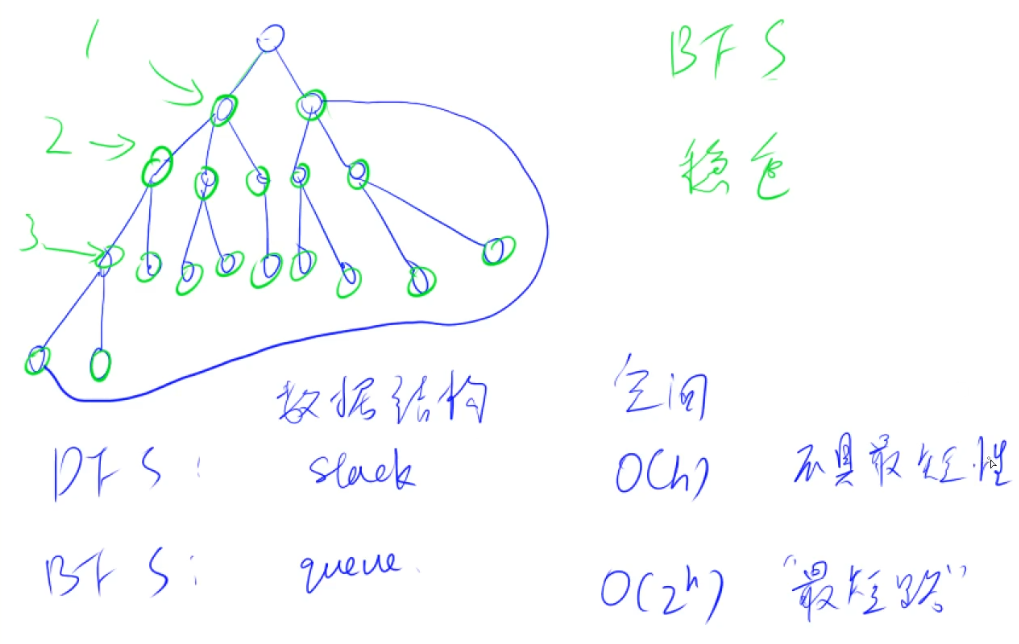 1
BFS
2
稳定
3
数据结构 空间
DFS: stack O(h) 不具最短性
BFS: queue. O(2^h) "最短路"